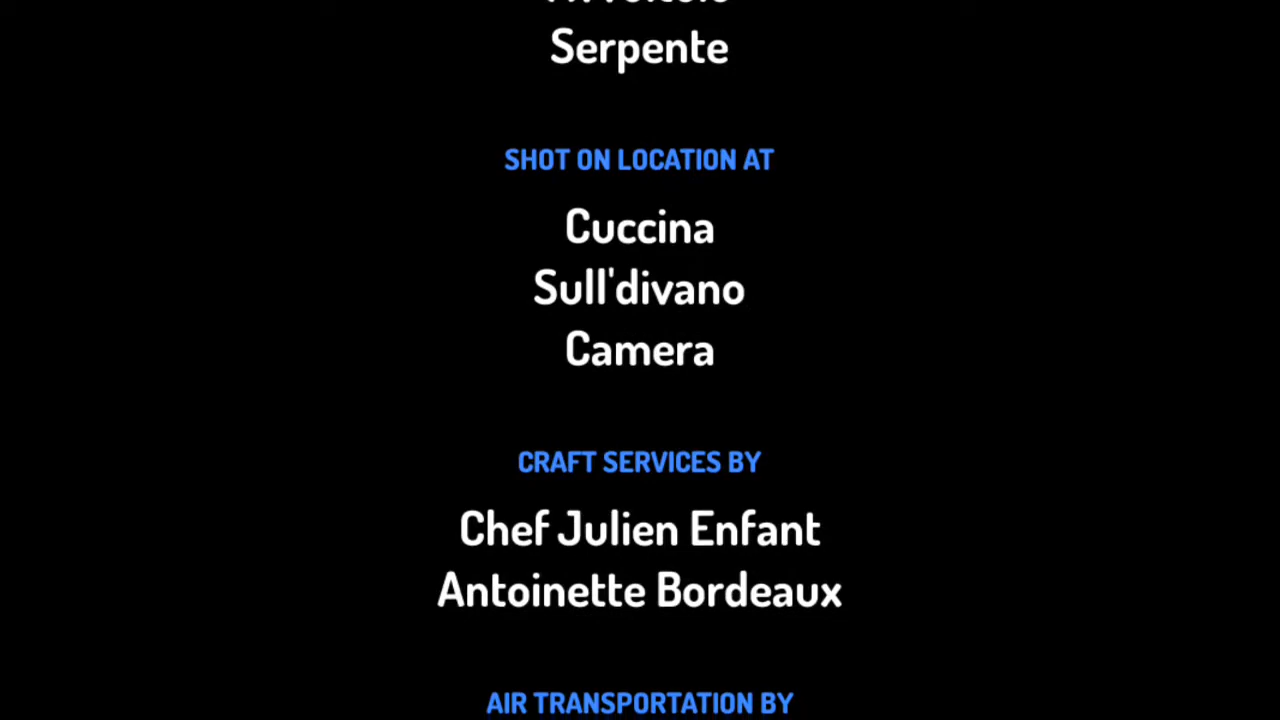 Serpente
SHOT ON LOCATION AT
Cuccina
Sull'divano
Camera
CRAFT SERVICES BY
Chef Julien Enfant
Antoinette Bordeaux
AIR TRANSPORTATION BY